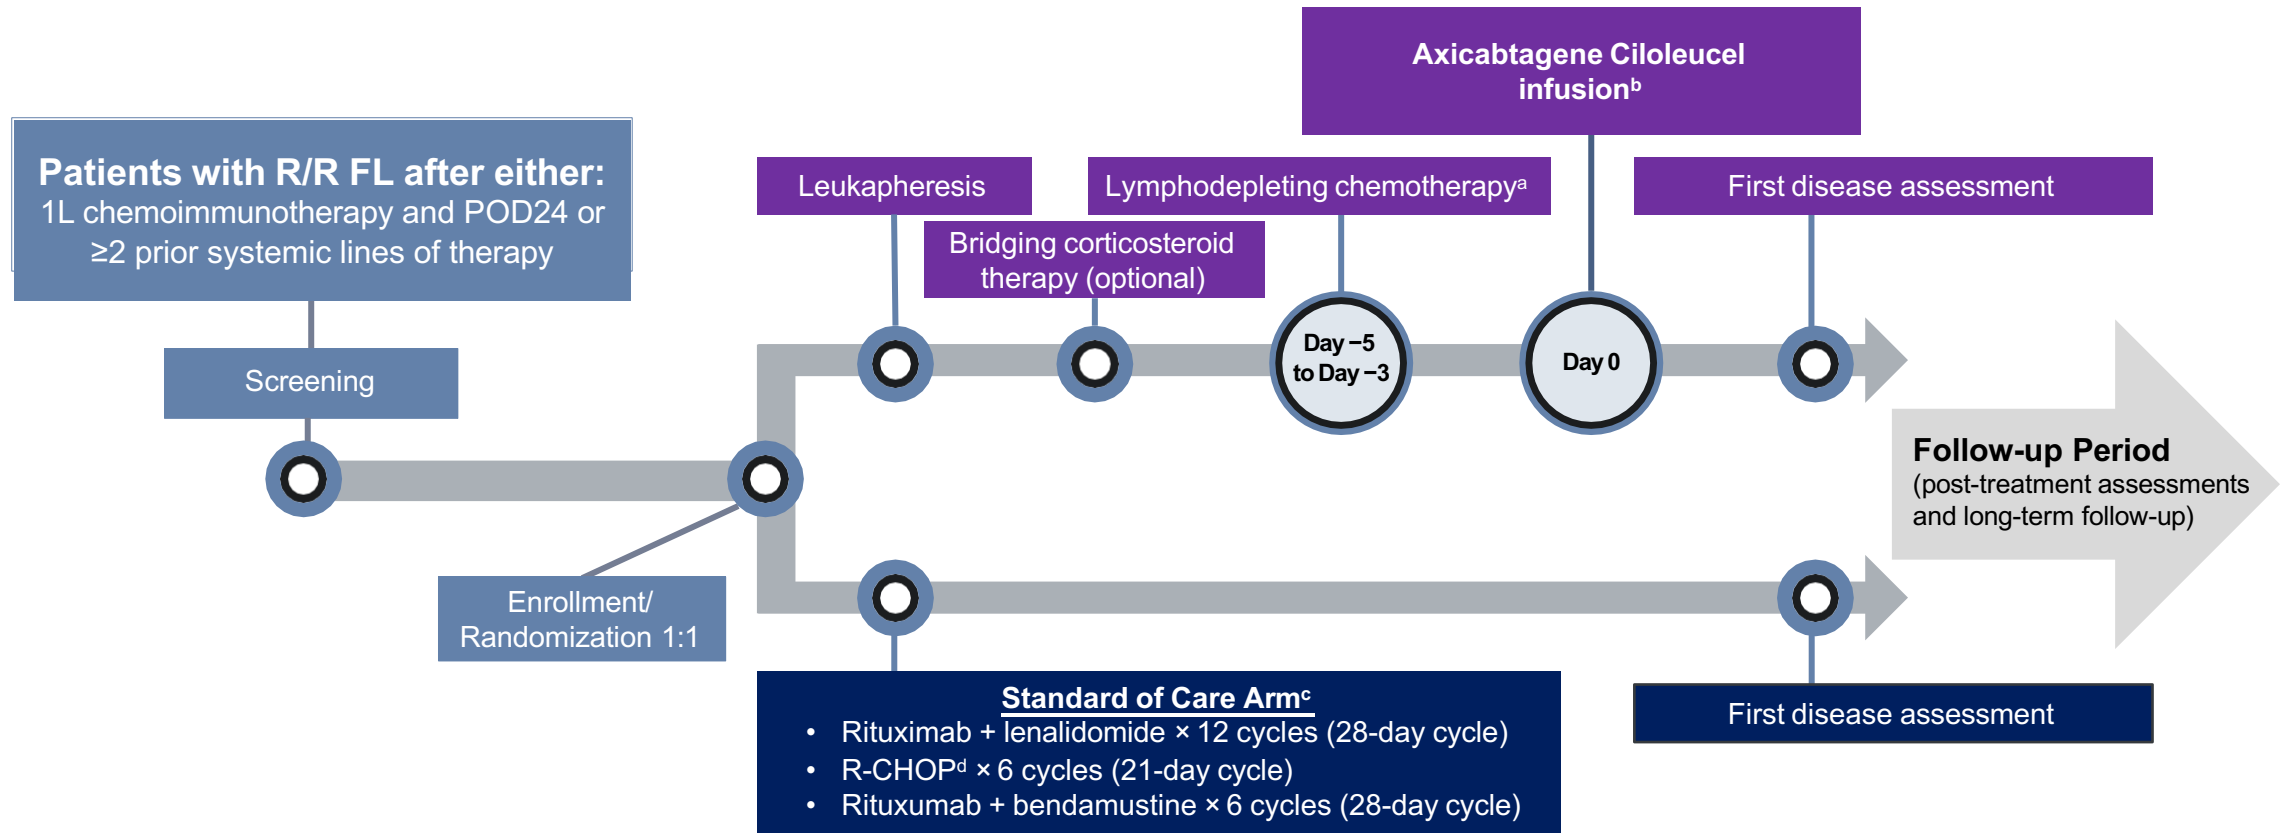 Patients with R/R FL after either:
1L chemoimmunotherapy and POD24 or
≥2 prior systemic lines of therapy
Screening
Enrollment/
Randomization 1:1
Leukapheresis
Bridging corticosteroid
therapy (optional)
Lymphodepleting chemotherapyᵃ
Day −5
to Day −3
Axicabtagene Ciloleucel
infusionᵇ
Day 0
First disease assessment
Standard of Care Armᶜ
• Rituximab + lenalidomide × 12 cycles (28-day cycle)
• R-CHOPᵈ × 6 cycles (21-day cycle)
• Rituxumab + bendamustine × 6 cycles (28-day cycle)
First disease assessment
Follow-up Period
(post-treatment assessments
and long-term follow-up)